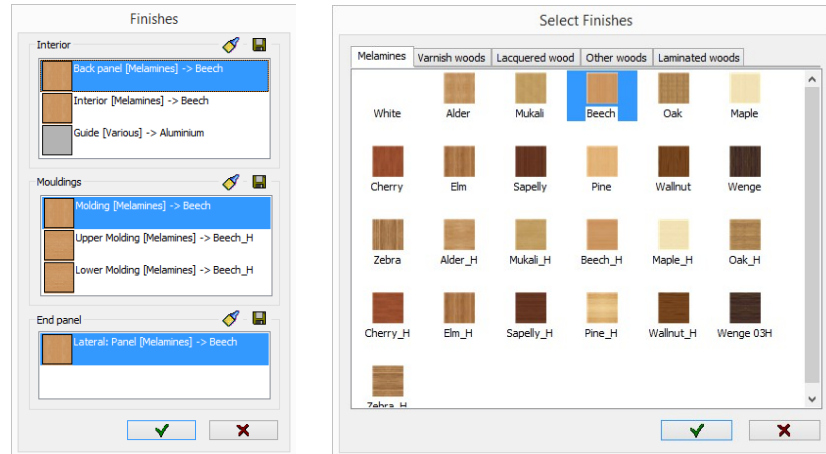 Finishes
Interior
Back panel [Melamines] -> Beech
Interior [Melamines] -> Beech
Guide [Various] -> Aluminium
Mouldings
Molding [Melamines] -> Beech
Upper Molding [Melamines] -> Beech_H
Lower Molding [Melamines] -> Beech_H
End panel
Lateral: Panel [Melamines] -> Beech
Select Finishes
Melamines Varnish woods Lacquered wood Other woods Laminated woods
White Alder Mukali Beech Oak Maple
Cherry Elm Sapelly Pine Wallnut Wenge
Zebra Alder_H Mukali_H Beech_H Maple_H Oak_H
Cherry_H Elm_H Sapelly_H Pine_H Wallnut_H Wenge 03H
Zebra_H